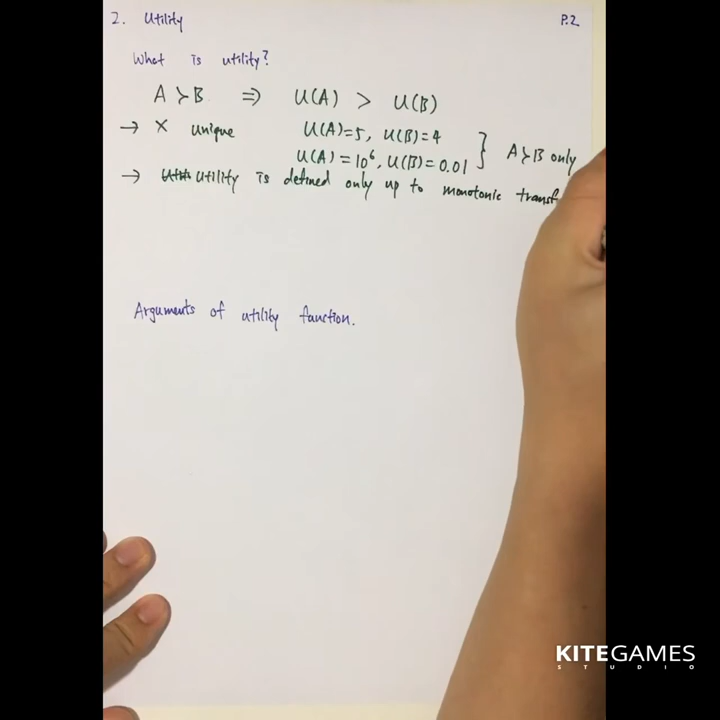 2. Utility P.2
What is utility?
A ≻ B ⇒ U(A) > U(B)
→ × unique U(A)=5, U(B)=4
U(A)=10⁶, U(B)=0.01 } A≻B only
→ utility is defined only up to monotonic transf
Arguments of utility function.
KITEGAMES
STUDIO